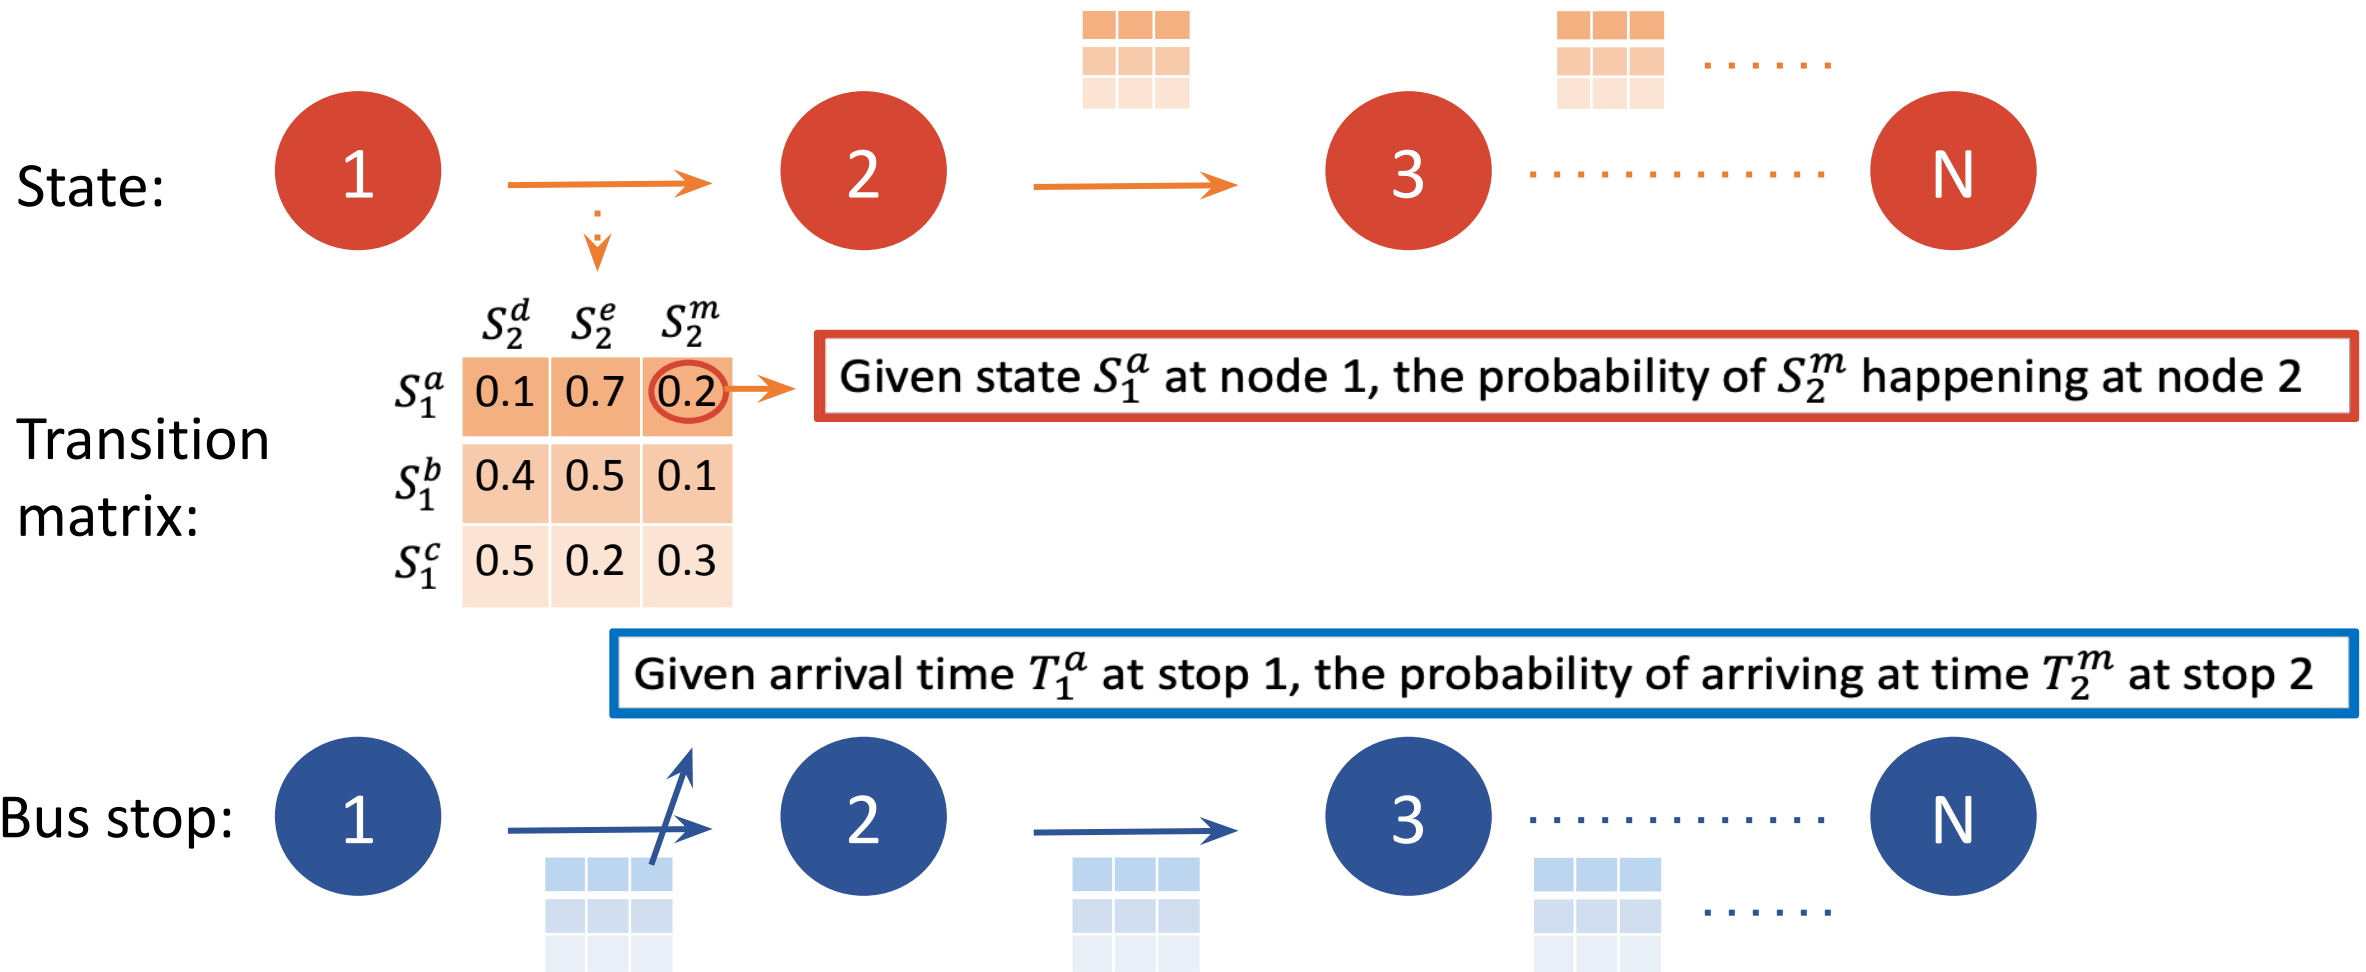 State: 1 2 3 N
$S_2^d$ $S_2^e$ $S_2^m$
$S_1^a$ 0.1 0.7 0.2 Given state $S_1^a$ at node 1, the probability of $S_2^m$ happening at node 2
Transition
$S_1^b$ 0.4 0.5 0.1
matrix:
$S_1^c$ 0.5 0.2 0.3
Given arrival time $T_1^a$ at stop 1, the probability of arriving at time $T_2^m$ at stop 2
Bus stop: 1 2 3 N